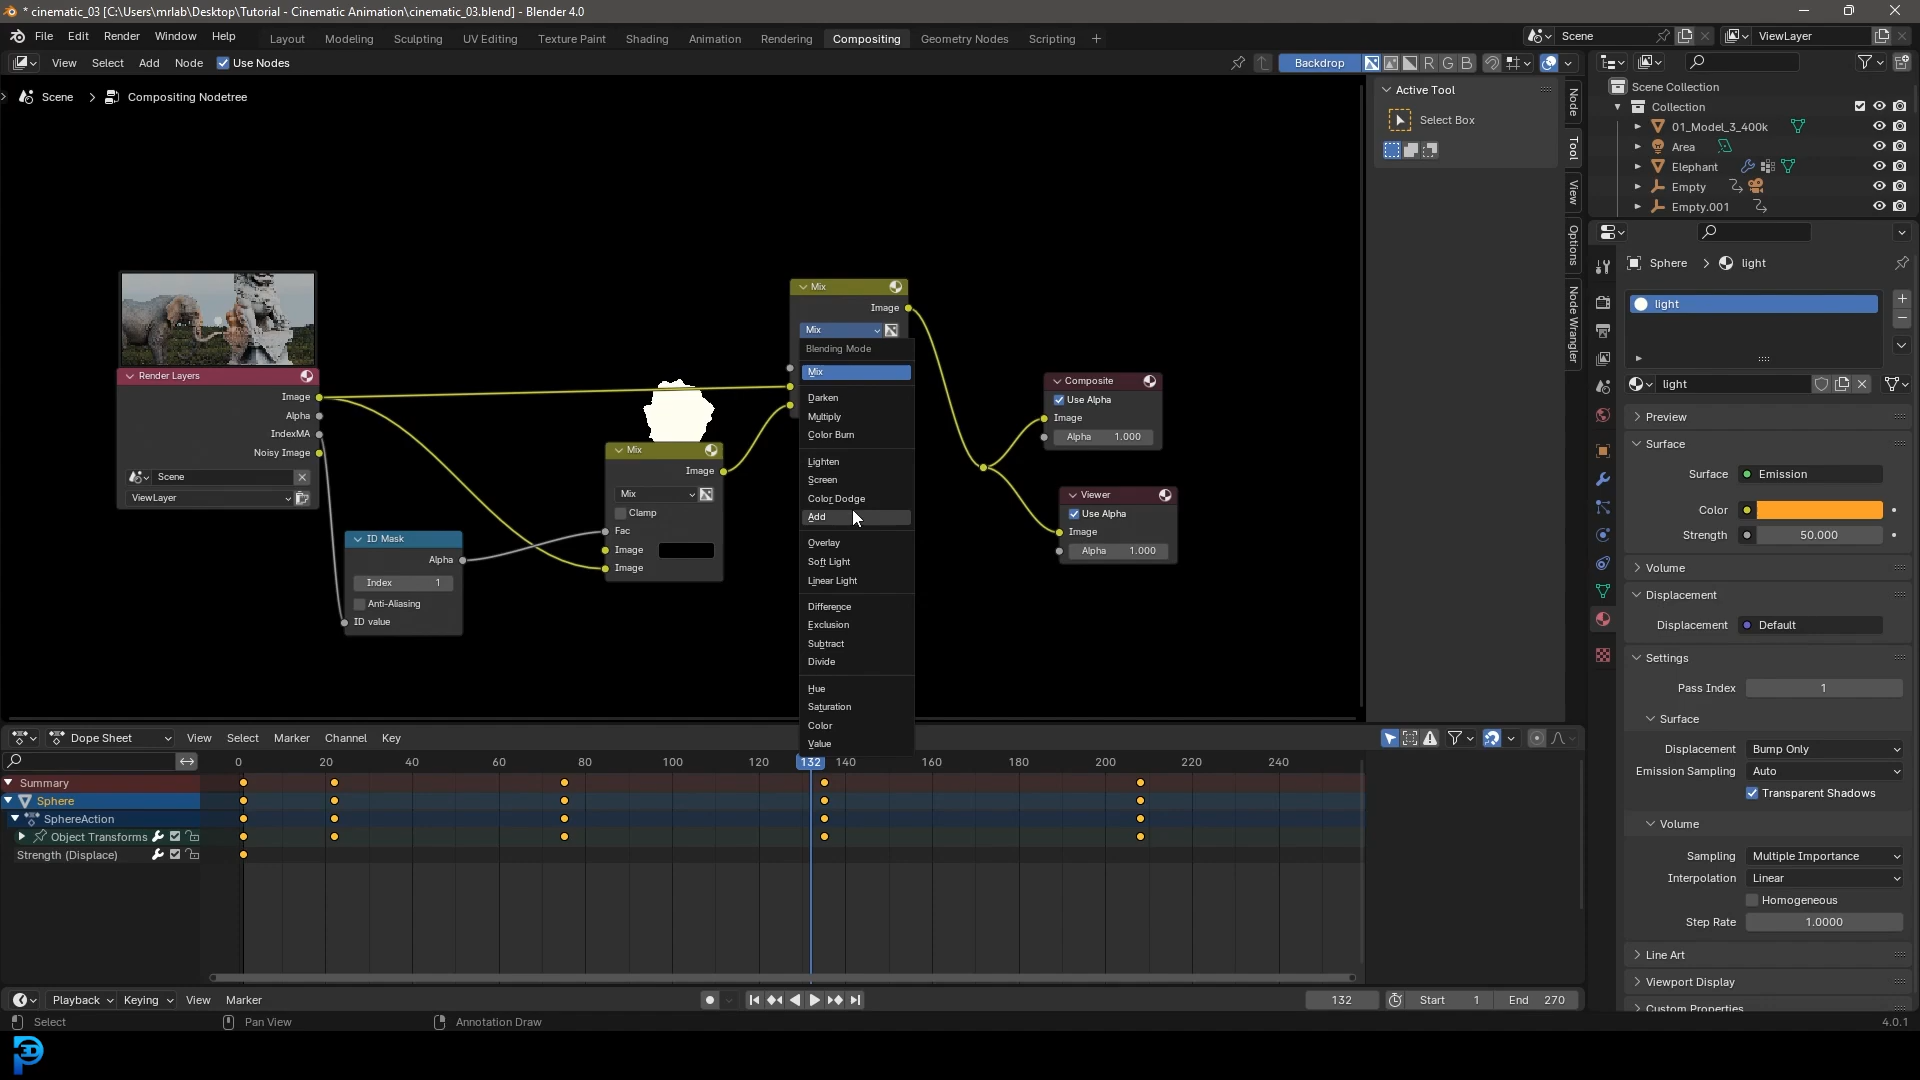 * cinematic_03 [C:\Users\mrlab\Desktop\Tutorial - Cinematic Animation\cinematic_03.blend] - Blender 4.0
File Edit Render Window Help Layout Modeling Sculpting UV Editing Texture Paint Shading Animation Rendering Compositing Geometry Nodes Scripting + Scene ViewLayer
View Select Add Node Use Nodes Backdrop R G B
Scene > Compositing Nodetree
Active Tool
Select Box
Node
Tool
View
Options
Node Wrangler
Scene Collection
Collection
01_Model_3_400k
Area
Elephant
Empty
Empty.001
Sphere > light
light
light
Preview
Surface
Surface Emission
Color
Strength 50.000
Volume
Displacement
Displacement Default
Settings
Pass Index 1
Surface
Displacement Bump Only
Emission Sampling Auto
Transparent Shadows
Volume
Sampling Multiple Importance
Interpolation Linear
Homogeneous
Step Rate 1.0000
Line Art
Viewport Display
Custom Properties
Render Layers
Image
Alpha
IndexMA
Noisy Image
Scene
ViewLayer
ID Mask
Alpha
Index 1
Anti-Aliasing
ID value
Mix
Image
Mix
Clamp
Fac
Image
Image
Mix
Image
Mix
Blending Mode
Mix
Darken
Multiply
Color Burn
Lighten
Screen
Color Dodge
Add
Overlay
Soft Light
Linear Light
Difference
Exclusion
Subtract
Divide
Hue
Saturation
Color
Value
Composite
Use Alpha
Image
Alpha 1.000
Viewer
Use Alpha
Image
Alpha 1.000
Dope Sheet View Select Marker Channel Key
0 20 40 60 80 100 120 132 140 160 180 200 220 240
Summary
Sphere
SphereAction
Object Transforms
Strength (Displace)
Playback Keying View Marker 132 Start 1 End 270
Select Pan View Annotation Draw 4.0.1